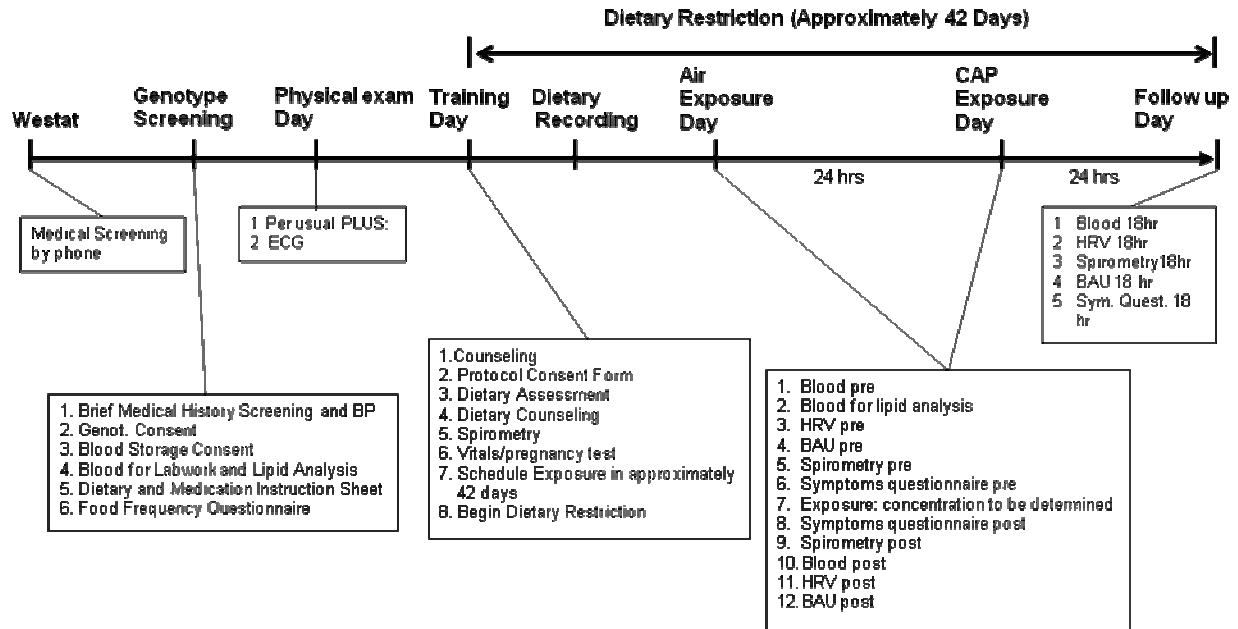 Dietary Restriction (Approximately 42 Days)
Westat
Genotype
Screening
Physical exam
Day
Training
Day
Dietary
Recording
Air
Exposure
Day
CAP
Exposure
Day
Follow up
Day
24 hrs
24 hrs
Medical Screening
by phone
1 Per usual PLUS:
2 ECG
1 Blood 18hr
2 HRV 18hr
3 Spirometry18hr
4 BAU 18 hr
5 Sym. Quest. 18
hr
1. Brief Medical History Screening and BP
2. Genot. Consent
3. Blood Storage Consent
4. Blood for Labwork and Lipid Analysis
5. Dietary and Medication Instruction Sheet
6. Food Frequency Questionnaire
1.Counseling
2. Protocol Consent Form
3. Dietary Assessment
4. Dietary Counseling
5. Spirometry
6. Vitals/pregnancy test
7. Schedule Exposure in approximately
42 days
8. Begin Dietary Restriction
1. Blood pre
2. Blood for lipid analysis
3. HRV pre
4. BAU pre
5. Spirometry pre
6. Symptoms questionnaire pre
7. Exposure: concentration to be determined
8. Symptoms questionnaire post
9. Spirometry post
10. Blood post
11. HRV post
12. BAU post